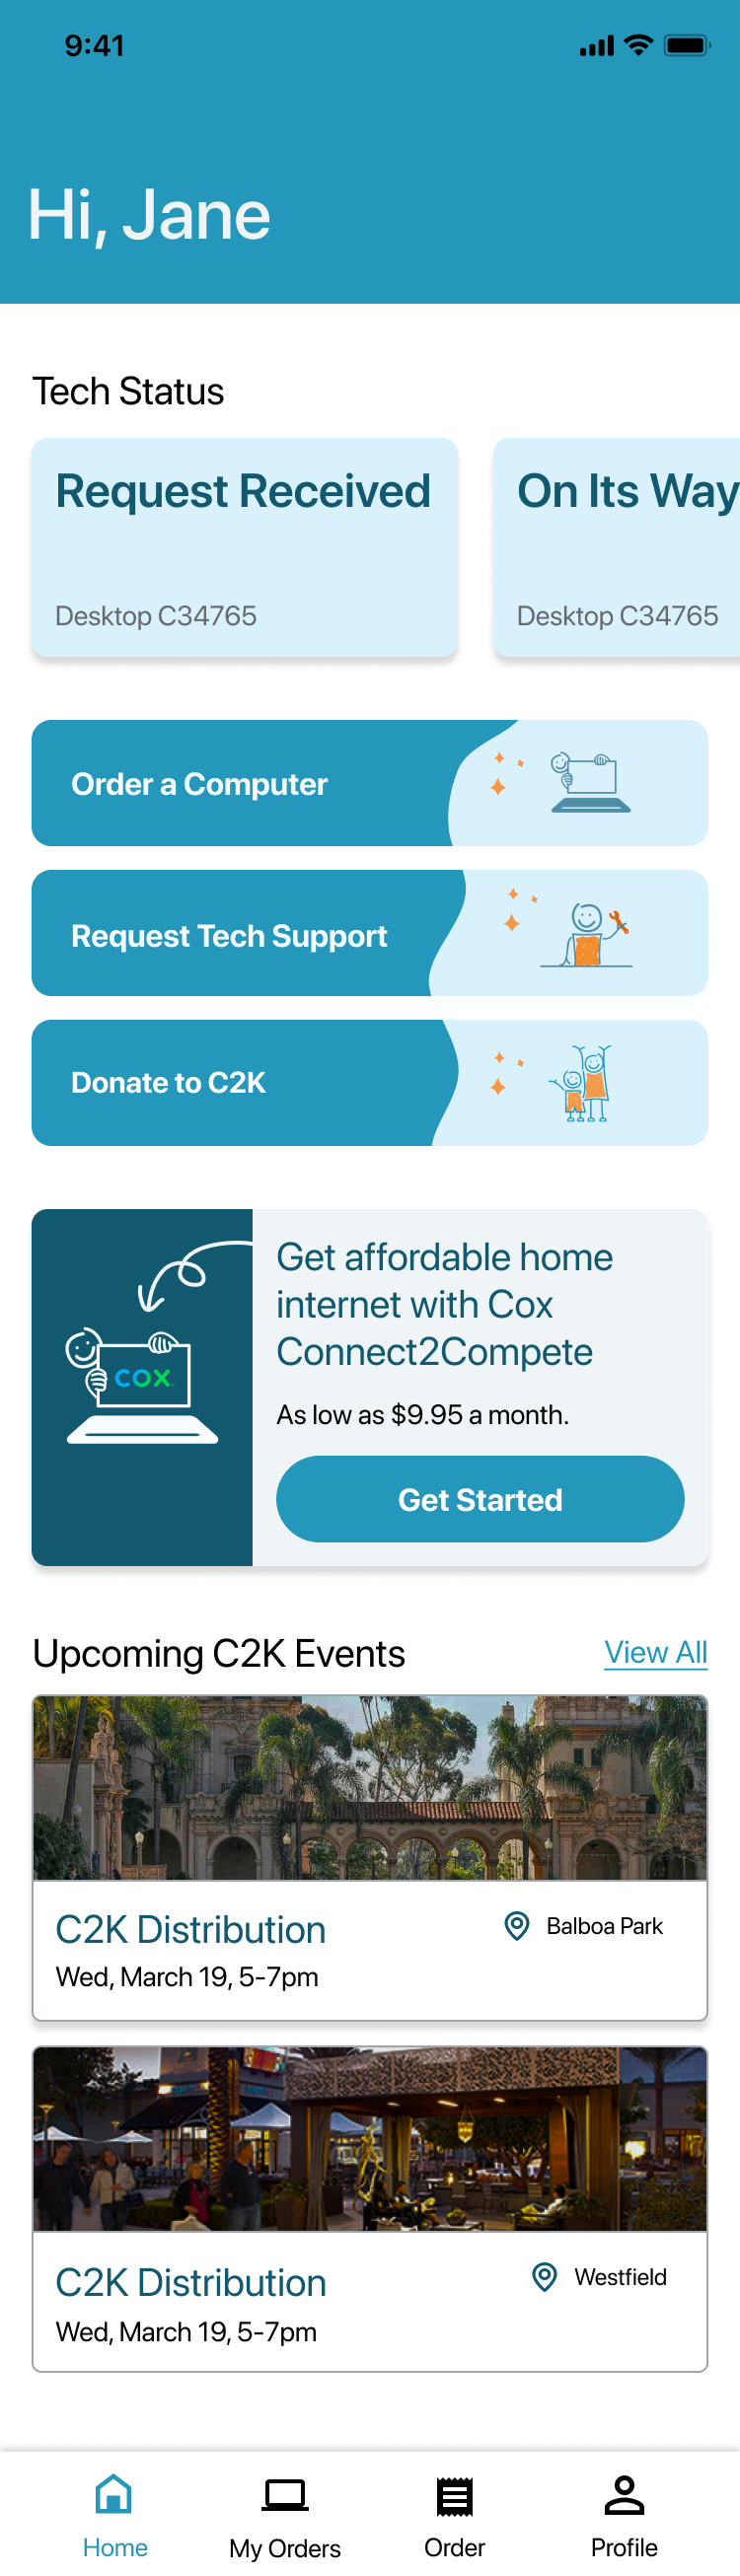 9:41
Hi, Jane
Tech Status
Request Received
On Its Way
Desktop C34765
Desktop C34765
Order a Computer
Request Tech Support
Donate to C2K
COX
Get affordable home
internet with Cox
Connect2Compete
As low as $9.95 a month.
Get Started
Upcoming C2K Events
View All
C2K Distribution
Balboa Park
Wed, March 19, 5-7pm
C2K Distribution
Westfield
Wed, March 19, 5-7pm
Home
My Orders
Order
Profile